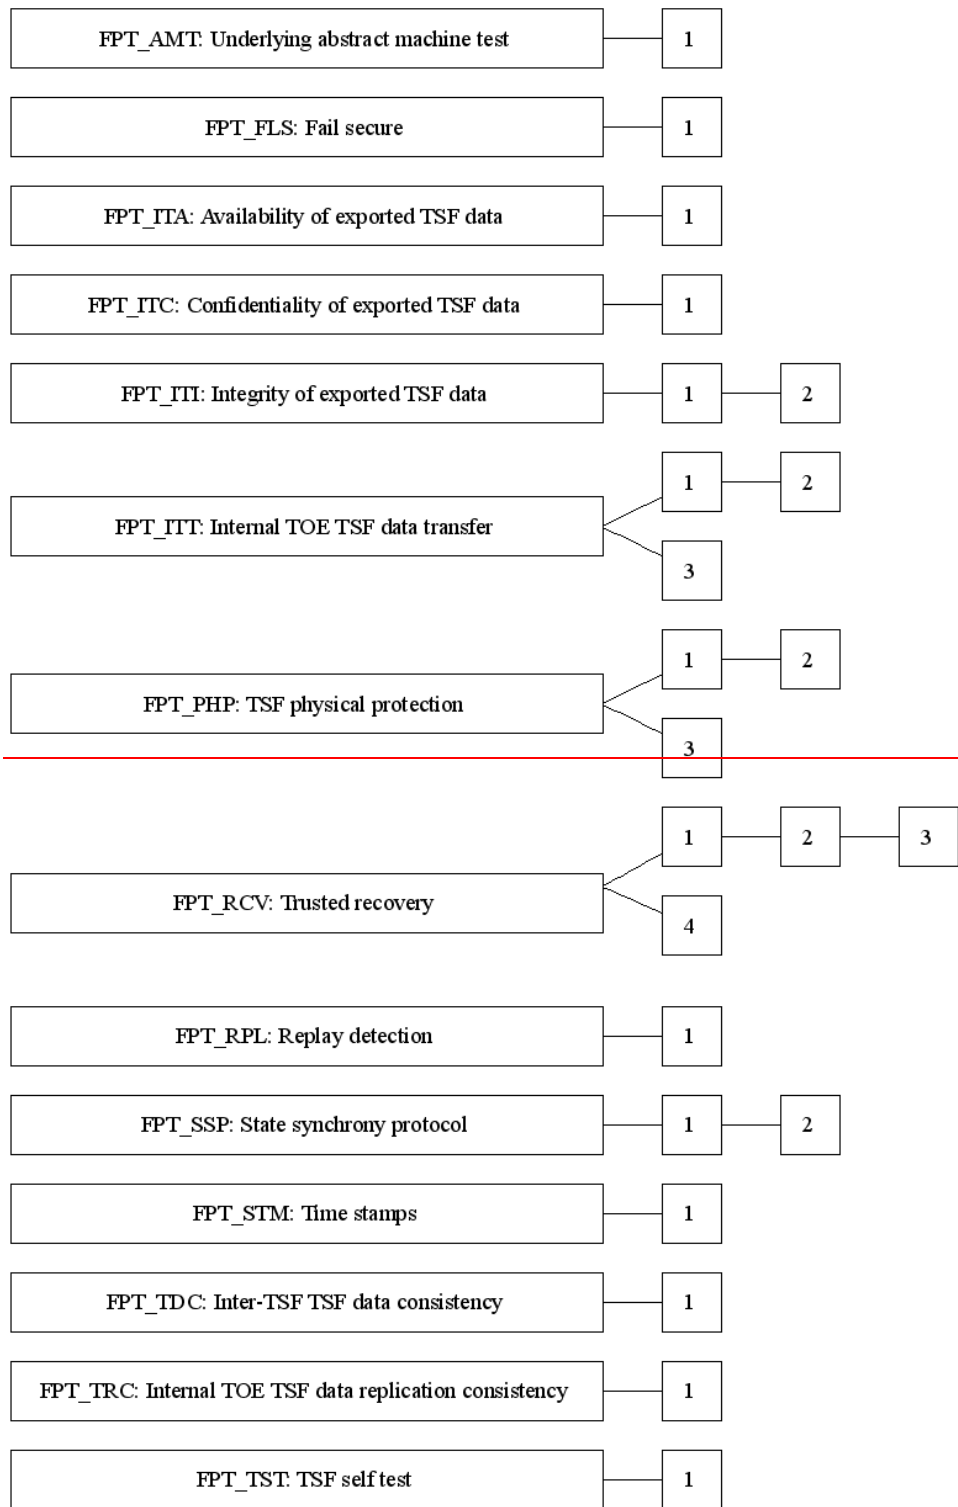 FPT_AMT: Underlying abstract machine test 1
FPT_FLS: Fail secure 1
FPT_ITA: Availability of exported TSF data 1
FPT_ITC: Confidentiality of exported TSF data 1
FPT_ITI: Integrity of exported TSF data 1 2
1 2
FPT_ITT: Internal TOE TSF data transfer
3
1 2
FPT_PHP: TSF physical protection
3
1 2 3
FPT_RCV: Trusted recovery
4
FPT_RPL: Replay detection 1
FPT_SSP: State synchrony protocol 1 2
FPT_STM: Time stamps 1
FPT_TDC: Inter-TSF TSF data consistency 1
FPT_TRC: Internal TOE TSF data replication consistency 1
FPT_TST: TSF self test 1